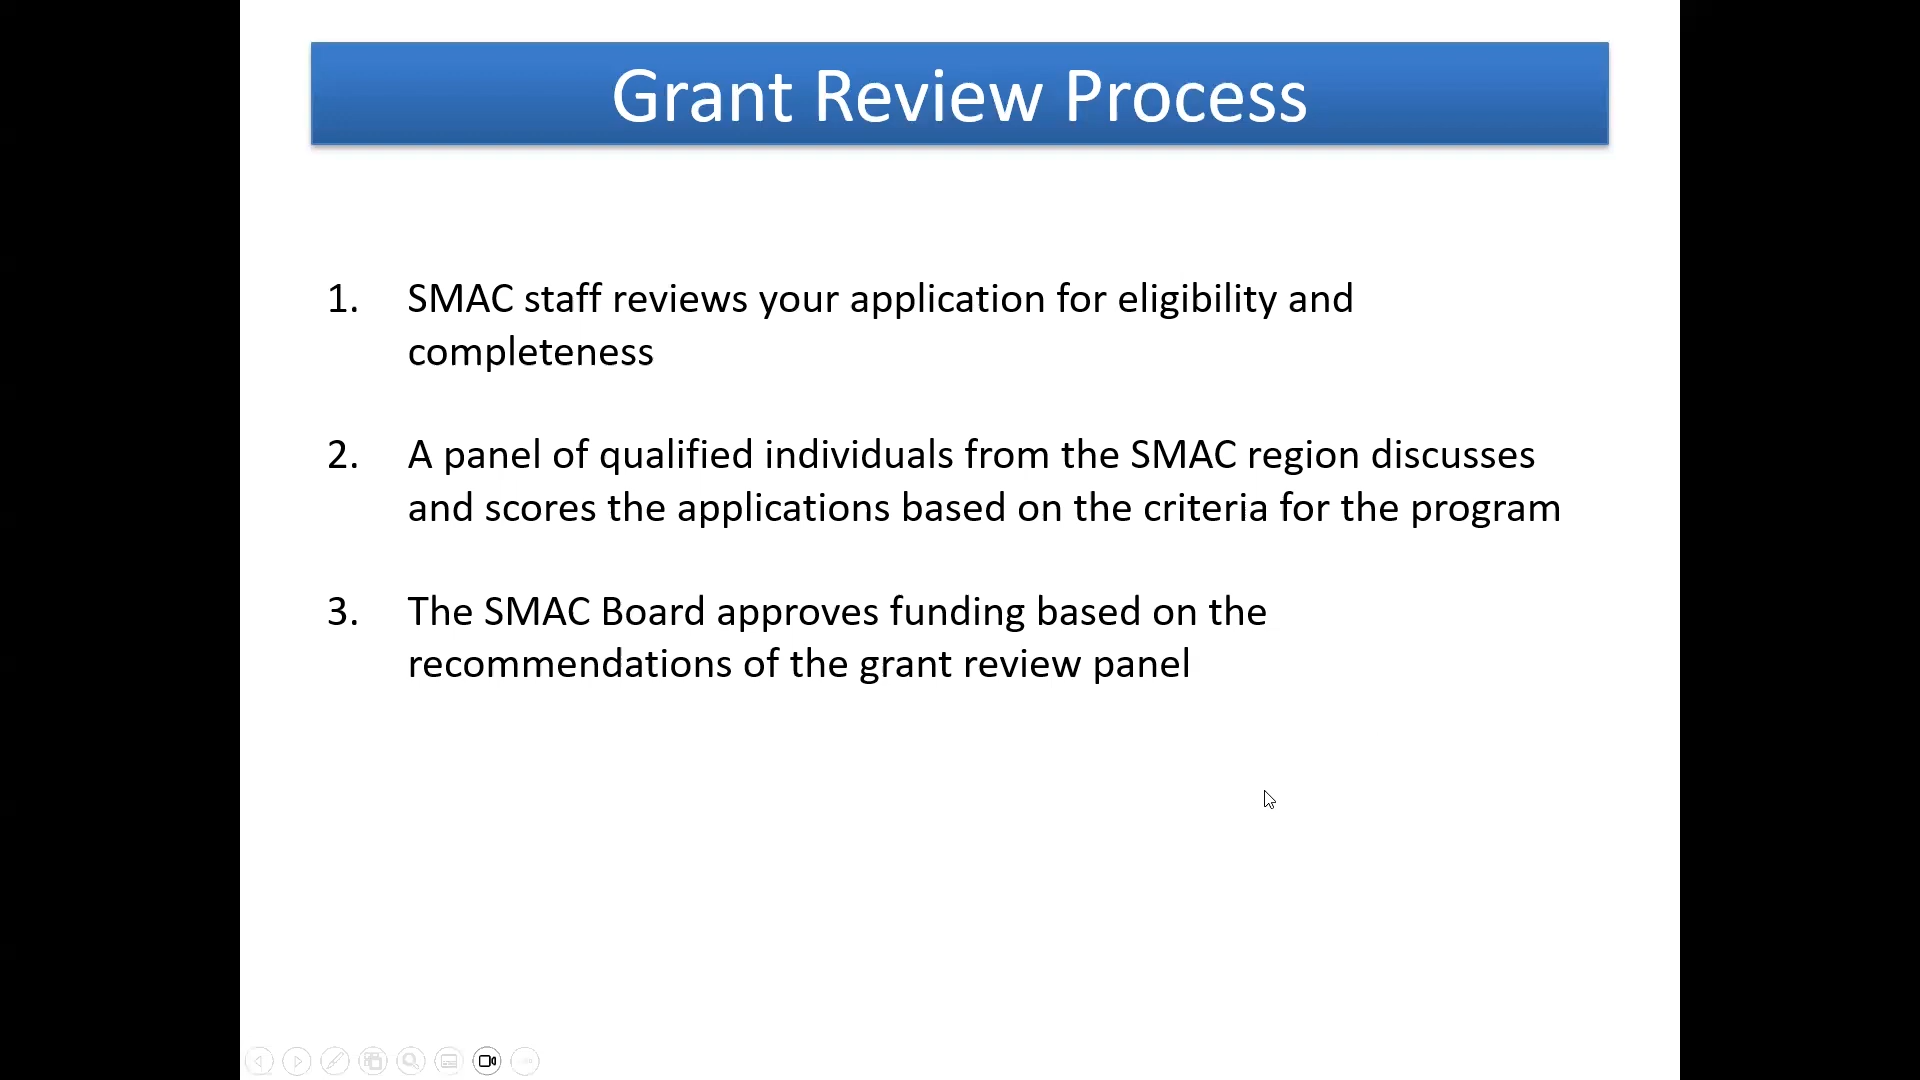 Grant Review Process
1. SMAC staff reviews your application for eligibility and
completeness
2. A panel of qualified individuals from the SMAC region discusses
and scores the applications based on the criteria for the program
3. The SMAC Board approves funding based on the
recommendations of the grant review panel